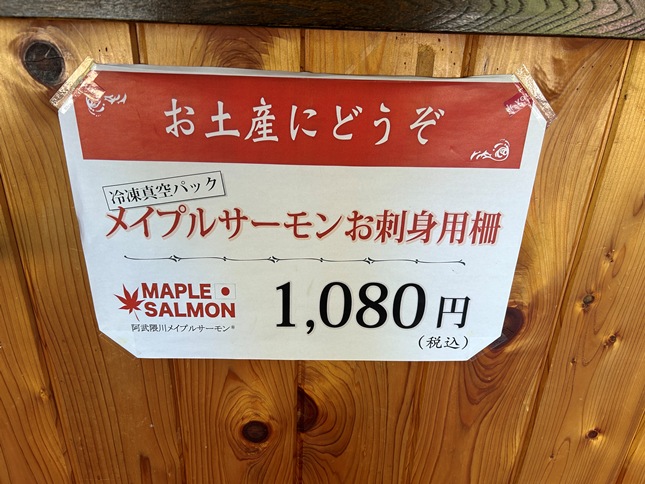 お土産にどうぞ
冷凍真空パック
メイプルサーモンお刺身用柵
MAPLE
SALMON
阿武隈川メイプルサーモン®
1,080円
(税込)